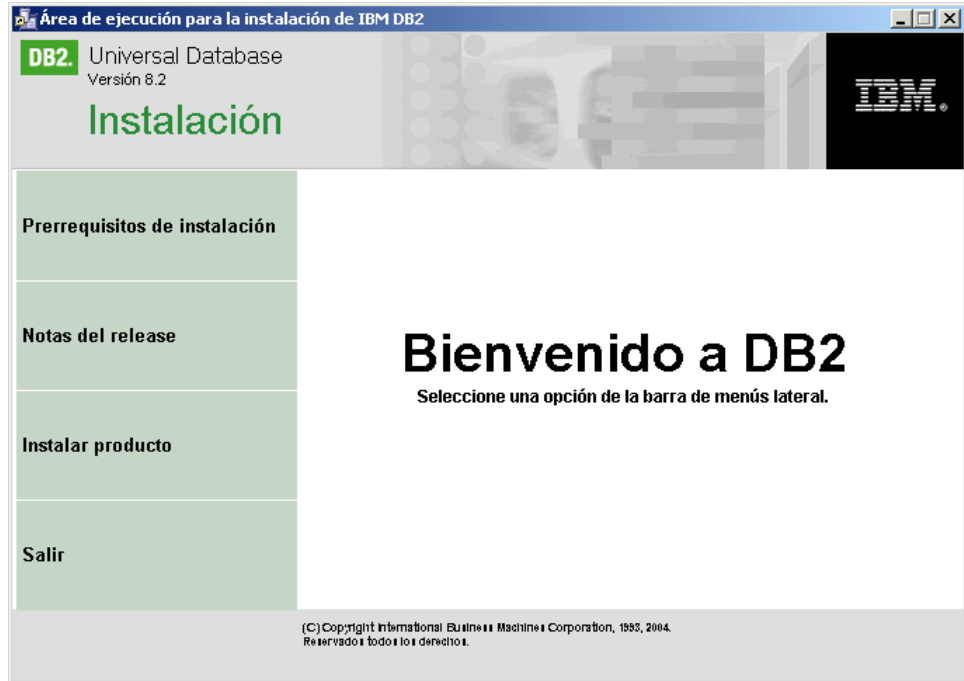 Área de ejecución para la instalación de IBM DB2
DB2. Universal Database
Versión 8.2
Instalación
IBM®
Prerrequisitos de instalación
Notas del release
Instalar producto
Salir
Bienvenido a DB2
Seleccione una opción de la barra de menús lateral.
(C) Copyright International Business Machines Corporation, 1993, 2004.
Reservados todos los derechos.